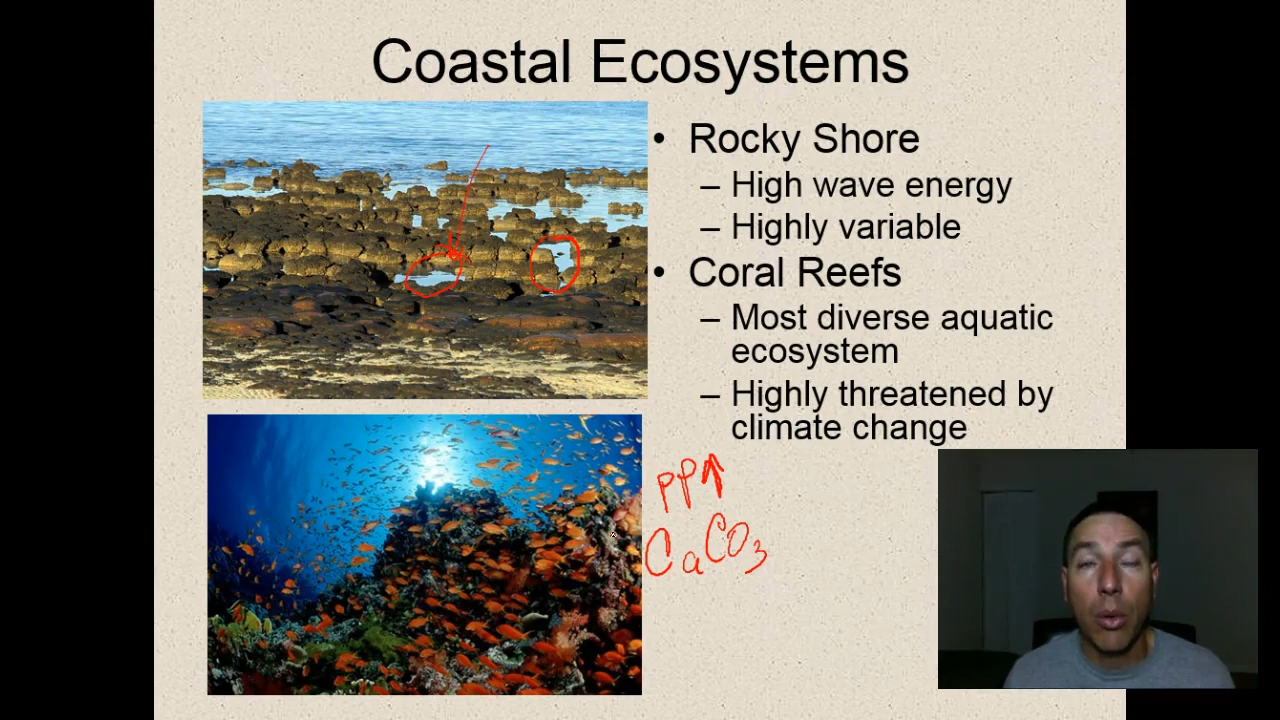 Coastal Ecosystems
• Rocky Shore
– High wave energy
– Highly variable
• Coral Reefs
– Most diverse aquatic
ecosystem
– Highly threatened by
climate change
PP↑
CaCO₃